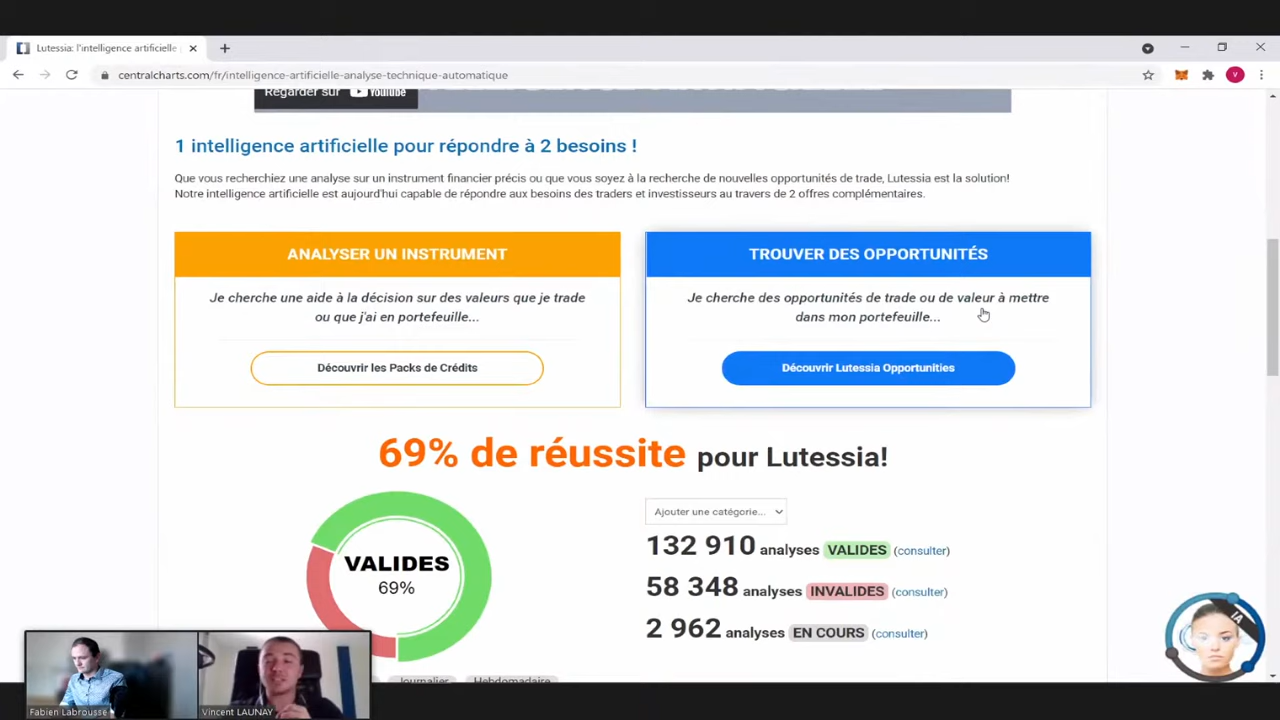 Lutessia: l'intelligence artificielle
centralcharts.com/fr/intelligence-artificielle-analyse-technique-automatique
V
Regarder sur YouTube
1 intelligence artificielle pour répondre à 2 besoins !
Que vous recherchiez une analyse sur un instrument financier précis ou que vous soyez à la recherche de nouvelles opportunités de trade, Lutessia est la solution!
Notre intelligence artificielle est aujourd'hui capable de répondre aux besoins des traders et investisseurs au travers de 2 offres complémentaires.
ANALYSER UN INSTRUMENT
Je cherche une aide à la décision sur des valeurs que je trade
ou que j'ai en portefeuille...
Découvrir les Packs de Crédits
TROUVER DES OPPORTUNITÉS
Je cherche des opportunités de trade ou de valeur à mettre
dans mon portefeuille...
Découvrir Lutessia Opportunities
69% de réussite pour Lutessia!
VALIDES
69%
Ajouter une catégorie...
132 910 analyses VALIDES (consulter)
58 348 analyses INVALIDES (consulter)
2 962 analyses EN COURS (consulter)
Journalier
Hebdomadaire
IA
Fabien Labrousse
Vincent LAUNAY